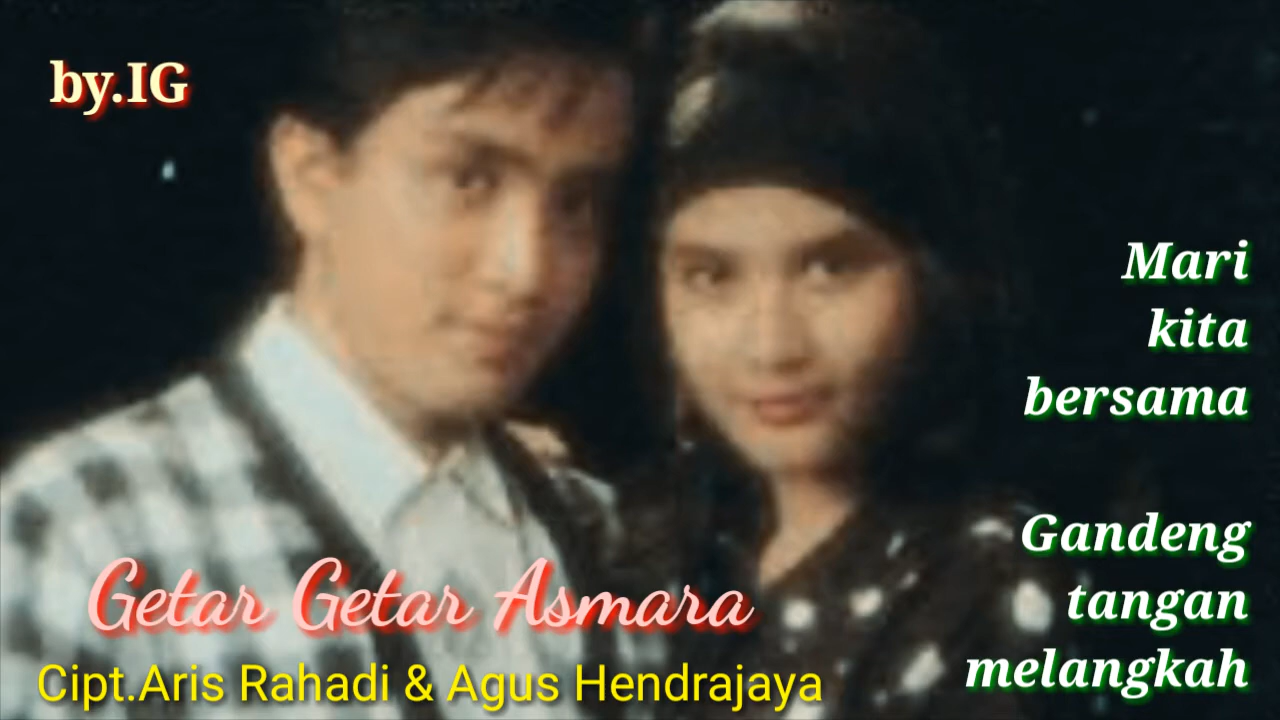 by.IG
Mari
kita
bersama
Gandeng
tangan
melangkah
Getar Getar Asmara
Cipt.Aris Rahadi & Agus Hendrajaya